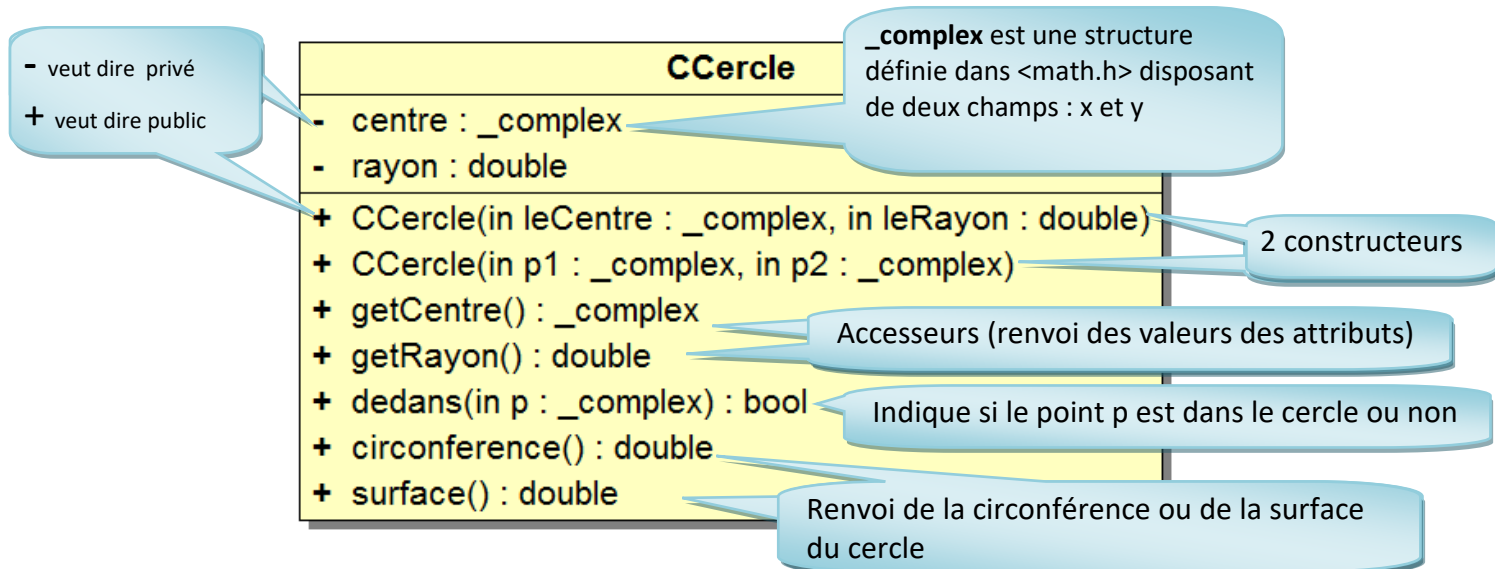 - veut dire privé
+ veut dire public
CCercle
_complex est une structure
définie dans <math.h> disposant
de deux champs : x et y
- centre : _complex
- rayon : double
+ CCercle(in leCentre : _complex, in leRayon : double)
+ CCercle(in p1 : _complex, in p2 : _complex)
2 constructeurs
+ getCentre() : _complex
+ getRayon() : double
Accesseurs (renvoi des valeurs des attributs)
+ dedans(in p : _complex) : bool
Indique si le point p est dans le cercle ou non
+ circonference() : double
+ surface() : double
Renvoi de la circonférence ou de la surface
du cercle